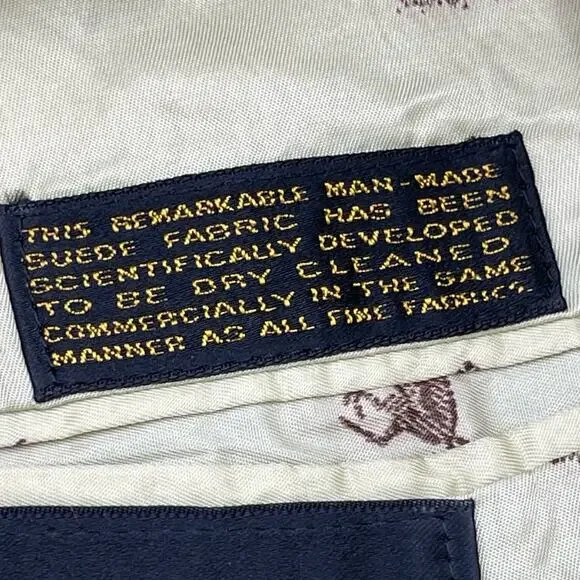 THIS REMARKABLE MAN-MADE
SUEDE FABRIC HAS BEEN
SCIENTIFICALLY DEVELOPED
TO BE DRY CLEANED
COMMERCIALLY IN THE SAME
MANNER AS ALL FINE FABRICS.